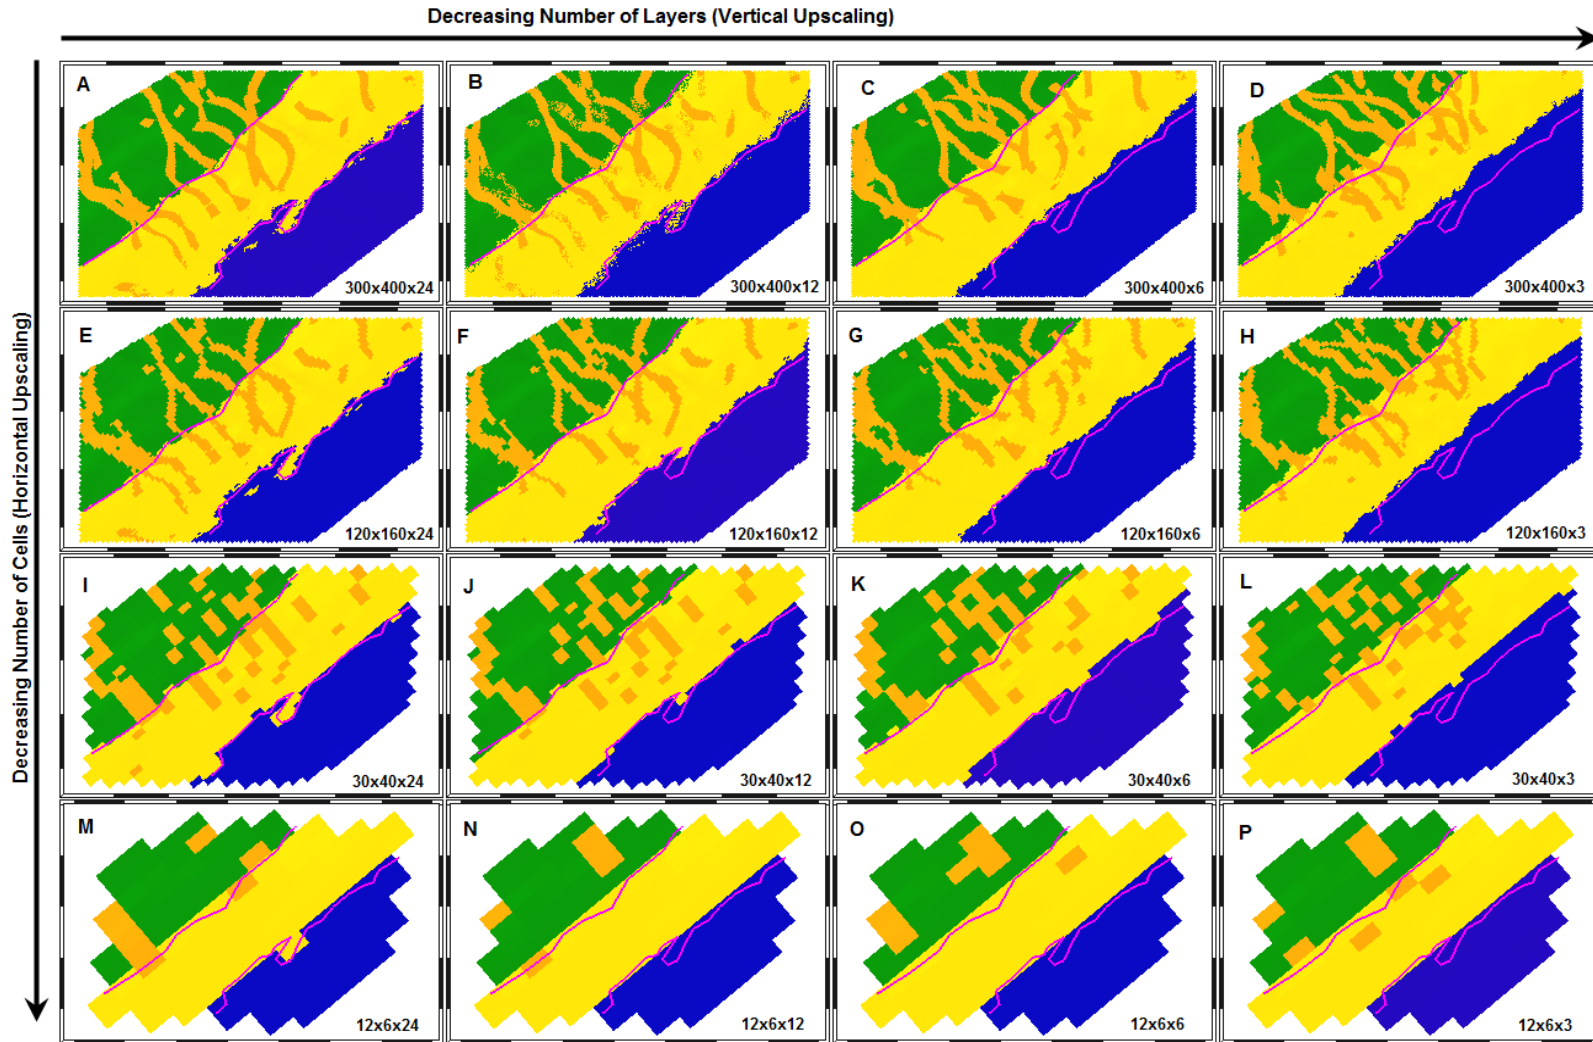 Decreasing Number of Layers (Vertical Upscaling)
Decreasing Number of Cells (Horizontal Upscaling)
A
300x400x24
B
300x400x12
C
300x400x6
D
300x400x3
E
120x160x24
F
120x160x12
G
120x160x6
H
120x160x3
I
30x40x24
J
30x40x12
K
30x40x6
L
30x40x3
M
12x6x24
N
12x6x12
O
12x6x6
P
12x6x3